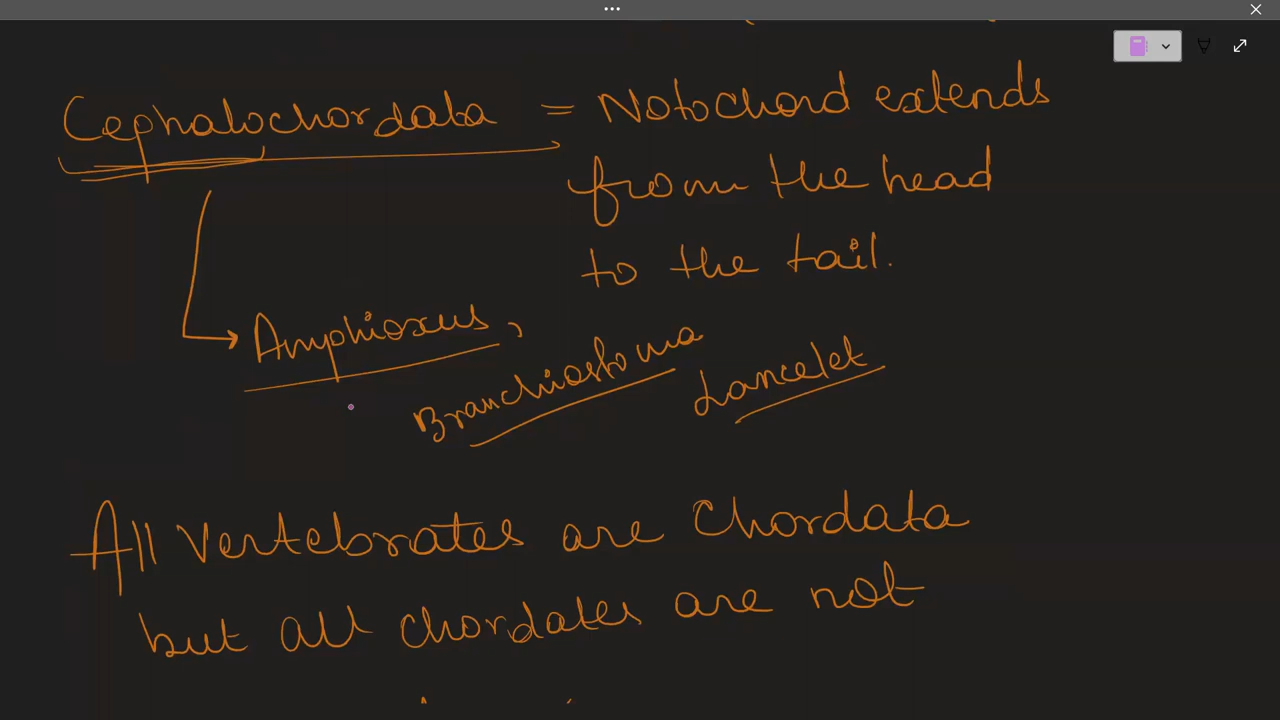 Cephalochordata = Notochord extends
from the head
to the tail.
Amphioxus,
Branchiostoma
Lancelet
All Vertebrates are Chordata
but all chordates are not